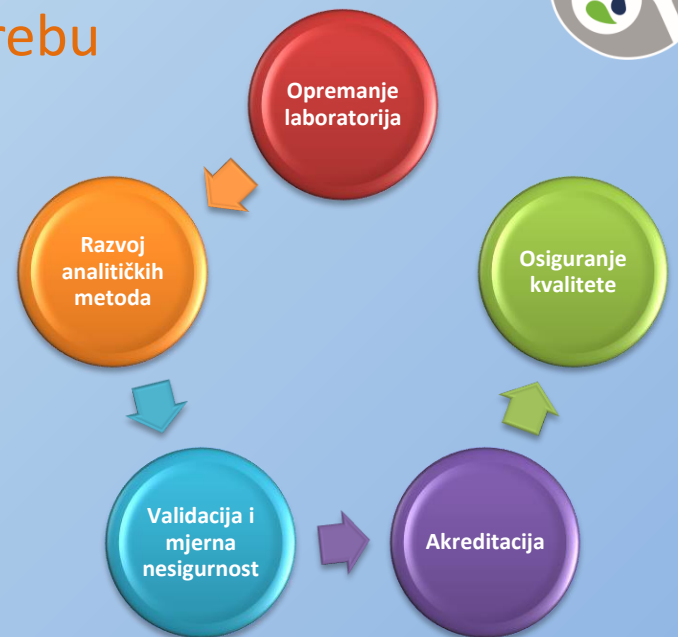 rebu
Opremanje
laboratorija
Razvoj
analitičkih
metoda
Osiguranje
kvalitete
Validacija i
mjerna
nesigurnost
Akreditacija